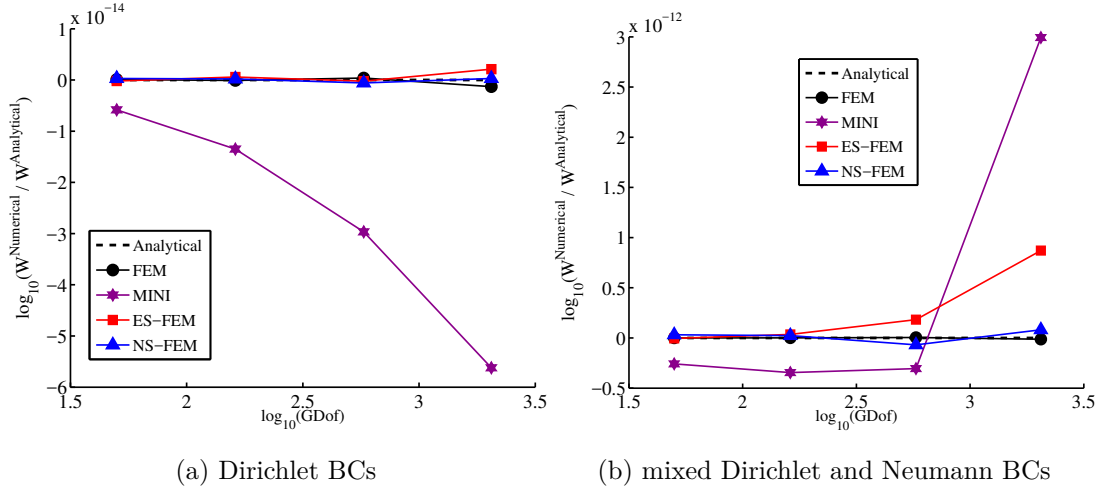 x 10^-14
1
0
-1
-2
-3
-4
-5
-6
1.5 2 2.5 3 3.5
log10(GDof)
log10(W^Numerical / W^Analytical)
Analytical
FEM
MINI
ES-FEM
NS-FEM
(a) Dirichlet BCs
x 10^-12
3
2.5
2
1.5
1
0.5
0
-0.5
1.5 2 2.5 3 3.5
log10(GDof)
log10(W^Numerical / W^Analytical)
Analytical
FEM
MINI
ES-FEM
NS-FEM
(b) mixed Dirichlet and Neumann BCs